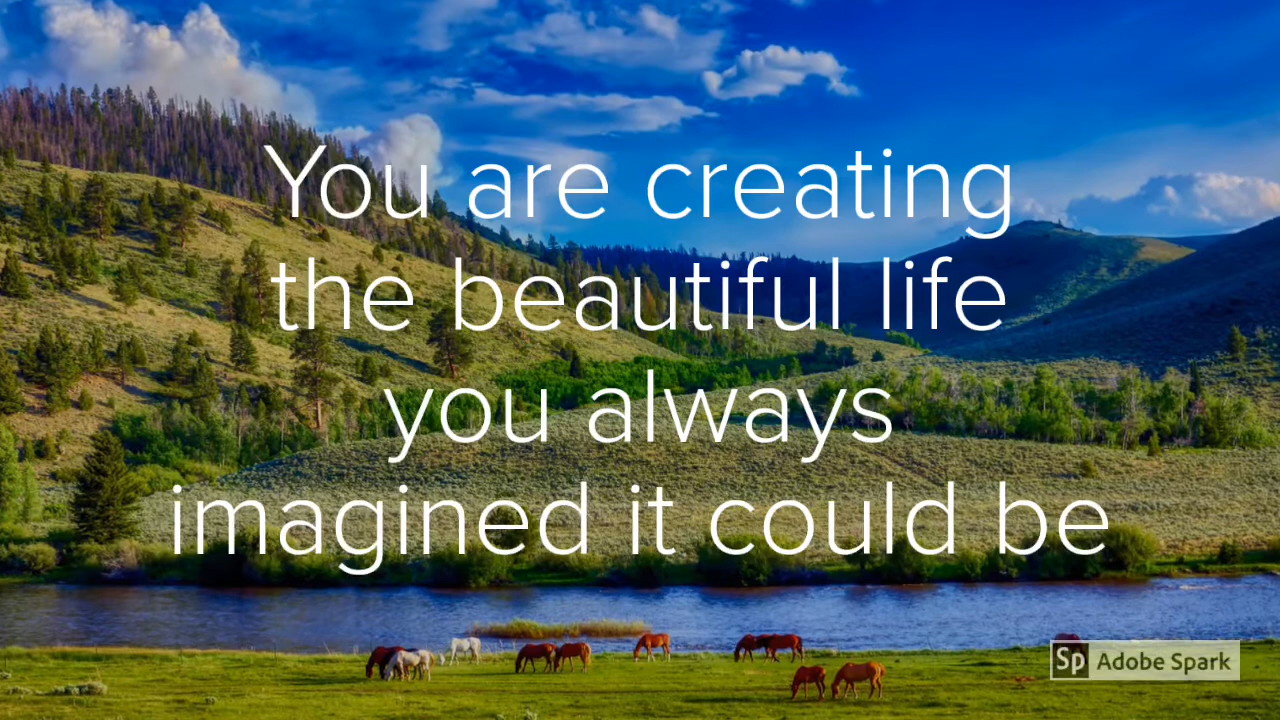 You are creating
the beautiful life
you always
imagined it could be
Sp Adobe Spark